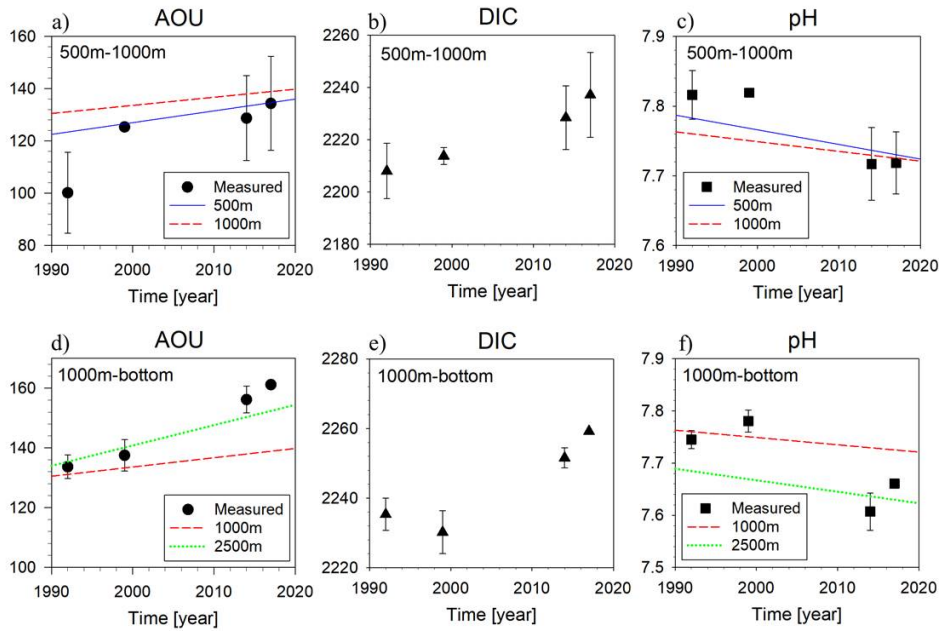 a) AOU
500m-1000m
160
140
120
100
80
Measured
500m
1000m
1990 2000 2010 2020
Time [year]
b) DIC
500m-1000m
2260
2240
2220
2200
2180
1990 2000 2010 2020
Time [year]
c) pH
500m-1000m
7.9
7.8
7.7
7.6
Measured
500m
1000m
1990 2000 2010 2020
Time [year]
d) AOU
1000m-bottom
160
140
120
100
Measured
1000m
2500m
1990 2000 2010 2020
Time [year]
e) DIC
1000m-bottom
2280
2260
2240
2220
1990 2000 2010 2020
Time [year]
f) pH
1000m-bottom
7.9
7.8
7.7
7.6
7.5
Measured
1000m
2500m
1990 2000 2010 2020
Time [year]